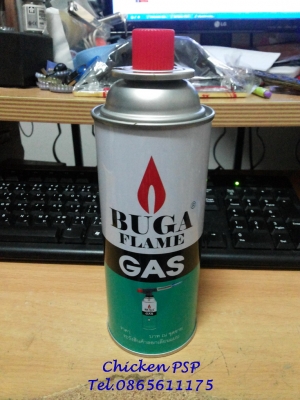 BUGA
®
FLAME
GAS
Chicken PSP
Tel.0865611175